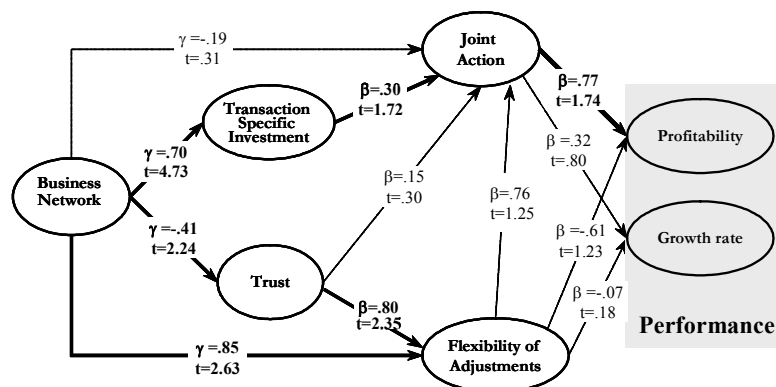 γ =-.19
t=.31
Joint
Action
β=.77
t=1.74
Transaction
Specific
Investment
β=.30
t=1.72
Profitability
γ =.70
t=4.73
β =.32
t=.80
Business
Network
β=.15
t=.30
β=.76
t=1.25
γ=-.41
t=2.24
β =-.61
t=1.23
Growth rate
Trust
β=.80
t=2.35
β =-.07
t=.18
Performance
γ =.85
t=2.63
Flexibility of
Adjustments